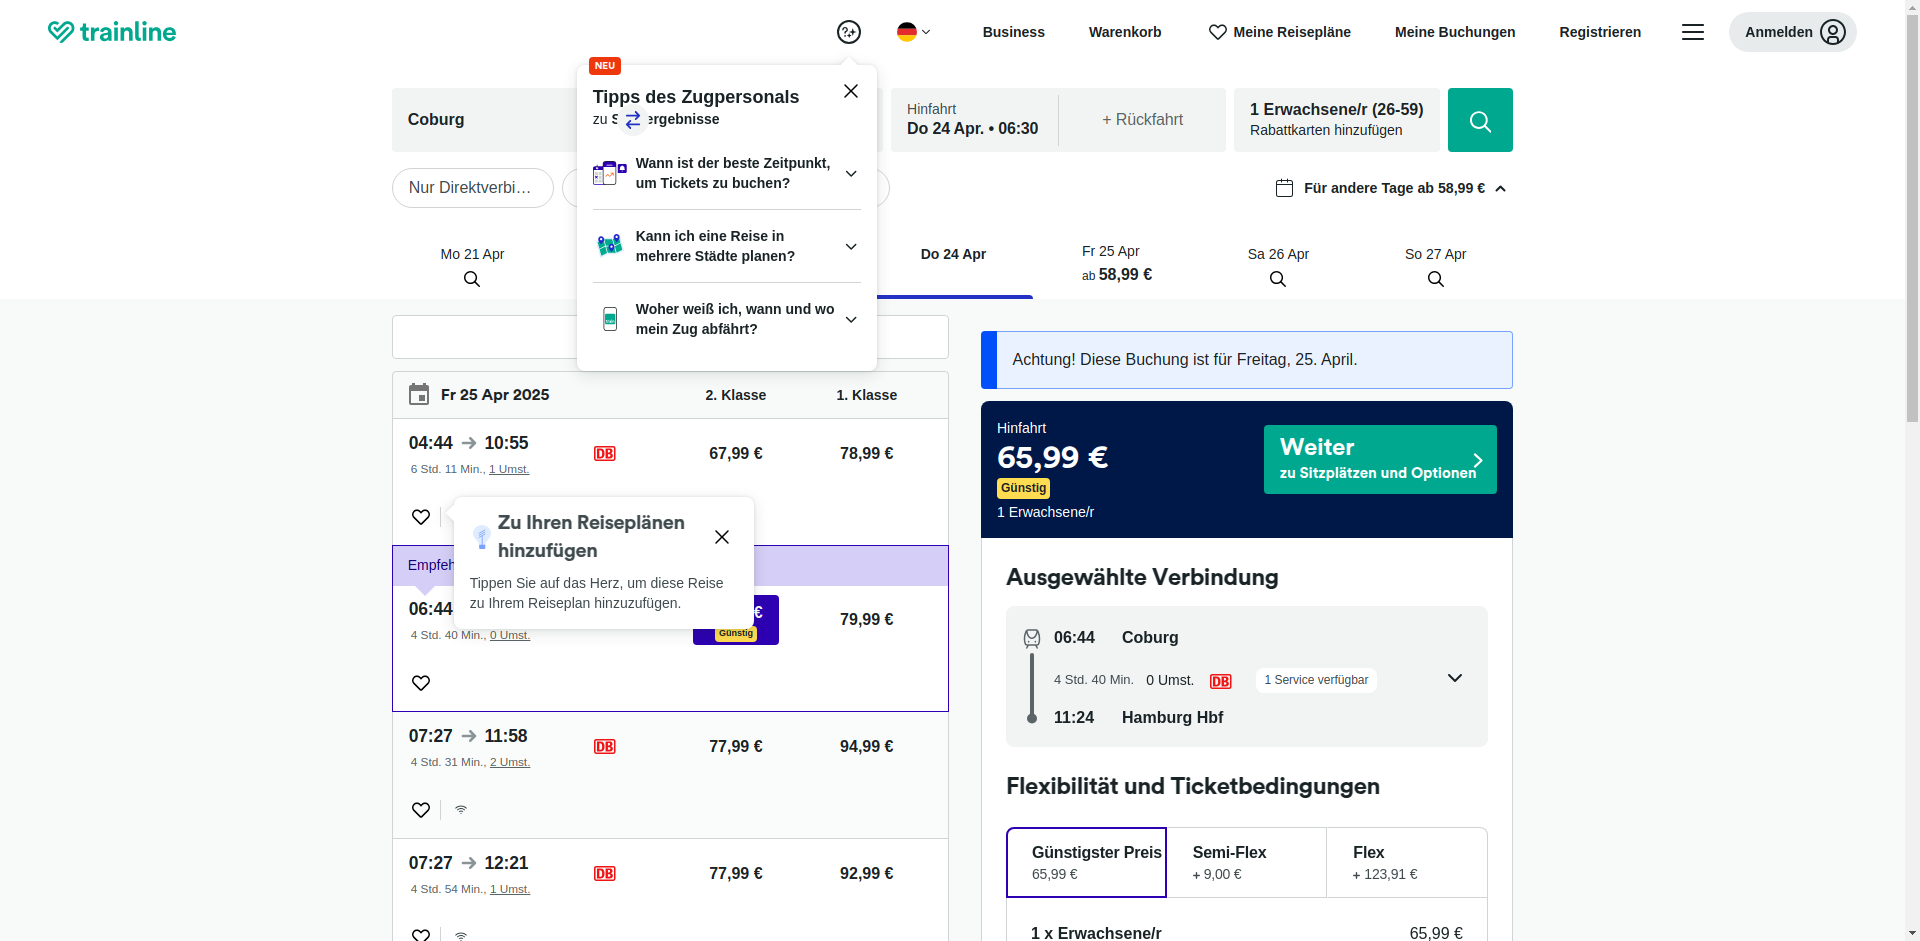 trainline
Business
Warenkorb
Meine Reisepläne
Meine Buchungen
Registrieren
Anmelden
NEU
Tipps des Zugpersonals
zu S ergebnisse
Wann ist der beste Zeitpunkt,
um Tickets zu buchen?
Kann ich eine Reise in
mehrere Städte planen?
Woher weiß ich, wann und wo
mein Zug abfährt?
Coburg
Hinfahrt
Do 24 Apr. • 06:30
+ Rückfahrt
1 Erwachsene/r (26-59)
Rabattkarten hinzufügen
Nur Direktverbi...
Für andere Tage ab 58,99 €
Mo 21 Apr
Do 24 Apr
Fr 25 Apr
ab 58,99 €
Sa 26 Apr
So 27 Apr
Fr 25 Apr 2025
2. Klasse
1. Klasse
04:44 → 10:55
DB
67,99 €
78,99 €
6 Std. 11 Min., 1 Umst.
Zu Ihren Reiseplänen
hinzufügen
Tippen Sie auf das Herz, um diese Reise
zu Ihrem Reiseplan hinzuzufügen.
Empfeh
06:44
€
Günstig
79,99 €
4 Std. 40 Min., 0 Umst.
07:27 → 11:58
DB
77,99 €
94,99 €
4 Std. 31 Min., 2 Umst.
07:27 → 12:21
DB
77,99 €
92,99 €
4 Std. 54 Min., 1 Umst.
Achtung! Diese Buchung ist für Freitag, 25. April.
Hinfahrt
65,99 €
Günstig
1 Erwachsene/r
Weiter
zu Sitzplätzen und Optionen
Ausgewählte Verbindung
06:44 Coburg
4 Std. 40 Min. 0 Umst. DB 1 Service verfügbar
11:24 Hamburg Hbf
Flexibilität und Ticketbedingungen
Günstigster Preis
65,99 €
Semi-Flex
+ 9,00 €
Flex
+ 123,91 €
1 x Erwachsene/r 65,99 €